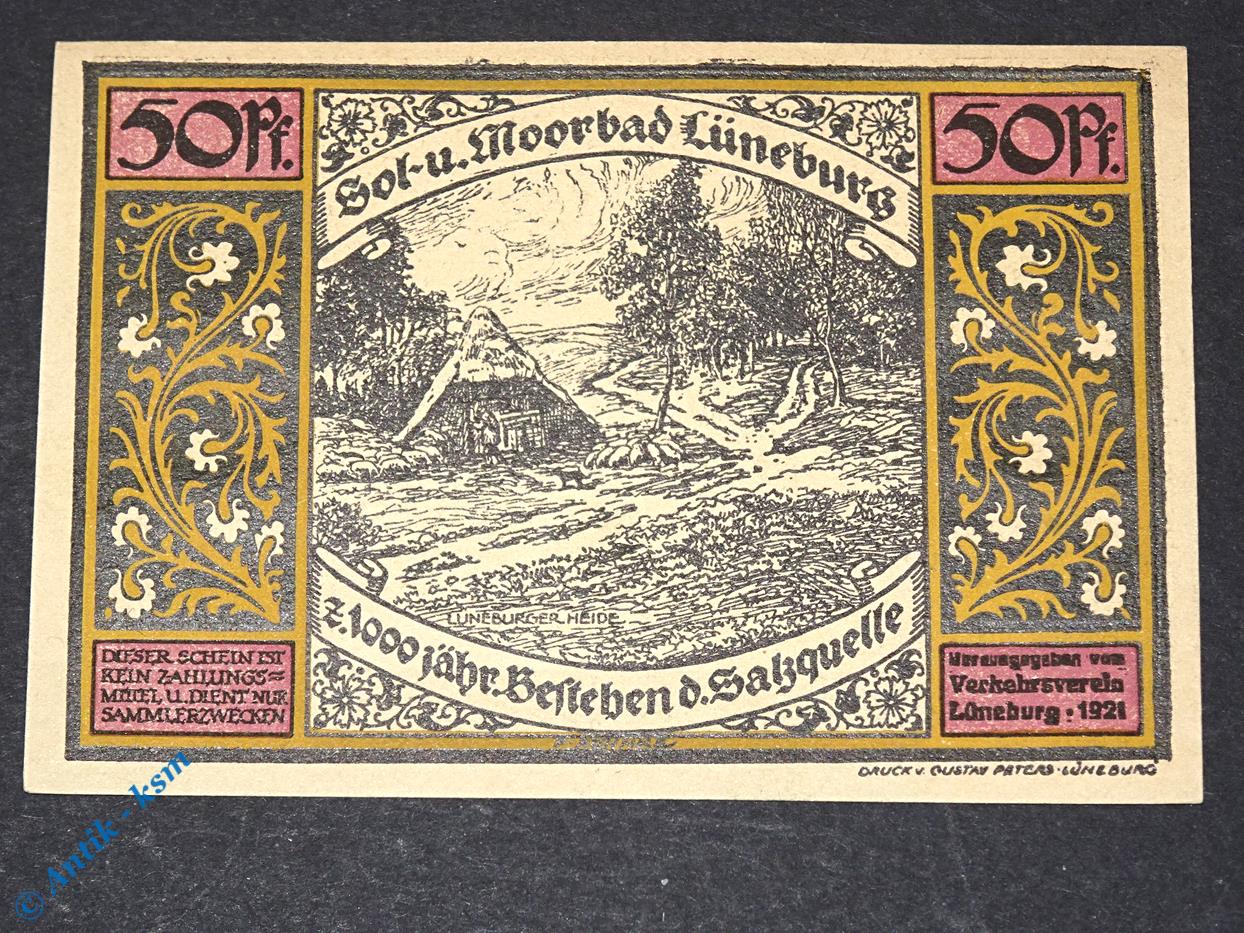 50 Pf.
50 Pf.
Sol- u. Moorbad Lüneburg
LÜNEBURGER HEIDE
z. 1000 jähr. Bestehen d. Salzquelle
DIESER SCHEIN IST
KEIN ZAHLUNGS=
MITTEL U. DIENT NUR
SAMMLERZWECKEN
Herausgegeben vom
Verkehrsverein
Lüneburg · 1921
DRUCK V. GUSTAV PETERS · LÜNEBURG
© Antik - ksm